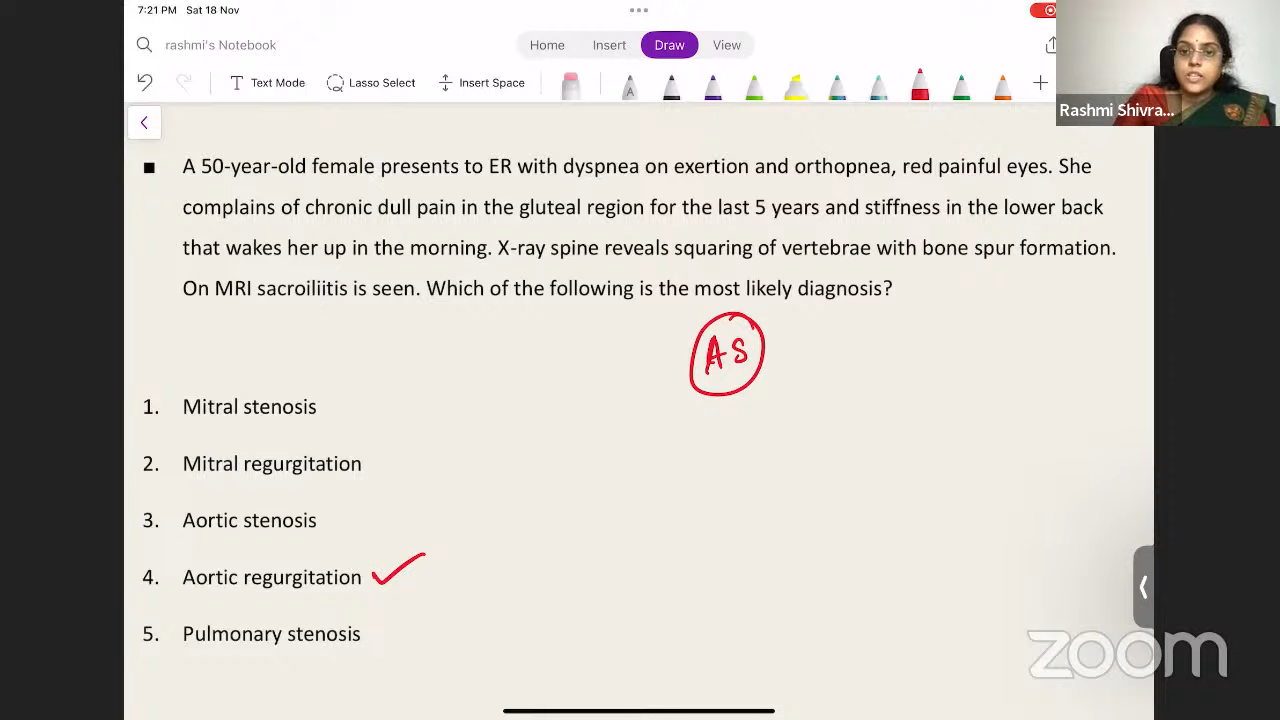 7:21 PM Sat 18 Nov
rashmi's Notebook
Home Insert Draw View
Text Mode Lasso Select Insert Space
A
Rashmi Shivra...
▪ A 50-year-old female presents to ER with dyspnea on exertion and orthopnea, red painful eyes. She
complains of chronic dull pain in the gluteal region for the last 5 years and stiffness in the lower back
that wakes her up in the morning. X-ray spine reveals squaring of vertebrae with bone spur formation.
On MRI sacroiliitis is seen. Which of the following is the most likely diagnosis?
AS
1. Mitral stenosis
2. Mitral regurgitation
3. Aortic stenosis
4. Aortic regurgitation
5. Pulmonary stenosis
zoom